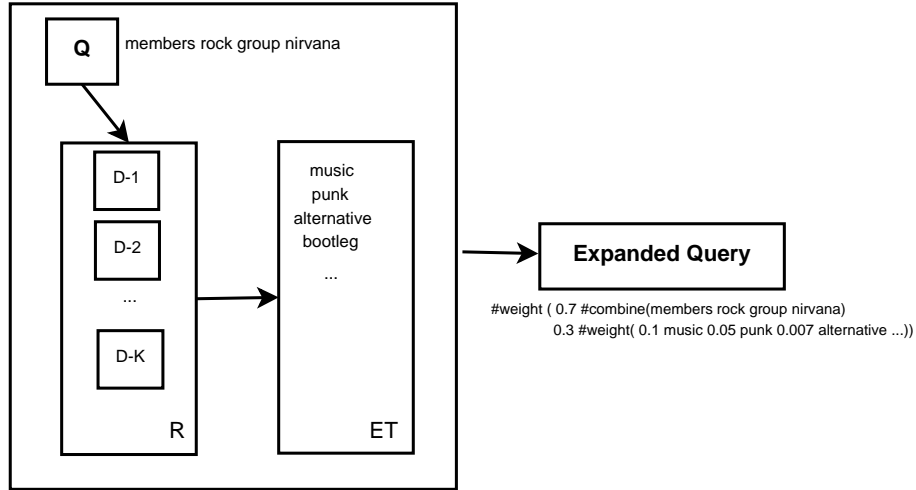 Q
members rock group nirvana
D-1
D-2
...
D-K
R
music
punk
alternative
bootleg
...
ET
Expanded Query
#weight ( 0.7 #combine(members rock group nirvana)
0.3 #weight( 0.1 music 0.05 punk 0.007 alternative ...))